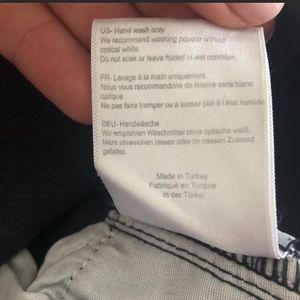 US- Hand wash only.
We recommend washing powder without
optical white.
Do not soak or leave folded in wet condition.
FR- Lavage à la main uniquement.
Nous vous recommandons de lessive sans blanc
optique.
Ne pas faire tremper ou à laisser plié à l état humide.
DEU- Handwäsche.
Wir empfehlen Waschmittel ohne optische weiß.
Nicht einweichen lassen oder im nassen Zustand
gefaltet.
Made in Turkey
Fabriqué en Turquie
in der Türkei